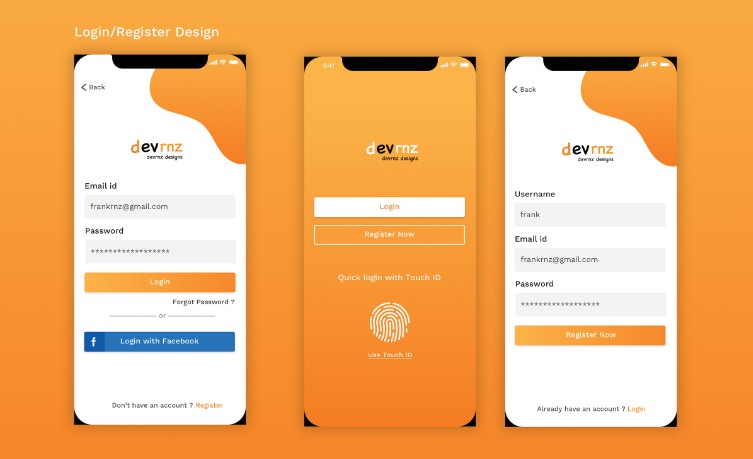 Login/Register Design
Back
devrnz
devrnz designs
Email id
frankrnz@gmail.com
Password
******************
Login
Forgot Password ?
or
f
Login with Facebook
Don't have an account ? Register
9:41
devrnz
devrnz designs
Login
Register Now
Quick login with Touch ID
Use Touch ID
Back
devrnz
devrnz designs
Username
frank
Email id
frankrnz@gmail.com
Password
******************
Register Now
Already have an account ? Login